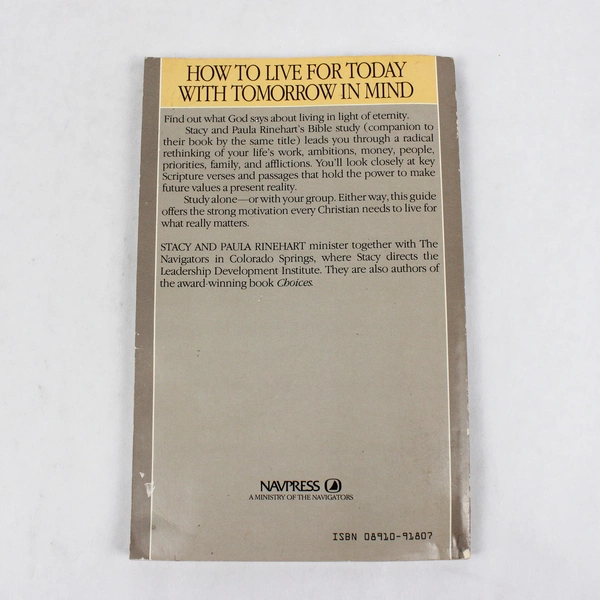 HOW TO LIVE FOR TODAY
WITH TOMORROW IN MIND
Find out what God says about living in light of eternity.
Stacy and Paula Rinehart's Bible study (companion to
their book by the same title) leads you through a radical
rethinking of your life's work, ambitions, money, people,
priorities, family, and afflictions. You'll look closely at key
Scripture verses and passages that hold the power to make
future values a present reality.
Study alone—or with your group. Either way, this guide
offers the strong motivation every Christian needs to live for
what really matters.
STACY AND PAULA RINEHART minister together with The
Navigators in Colorado Springs, where Stacy directs the
Leadership Development Institute. They are also authors of
the award-winning book Choices.
NAVPRESS
A MINISTRY OF THE NAVIGATORS
ISBN 08910-91807